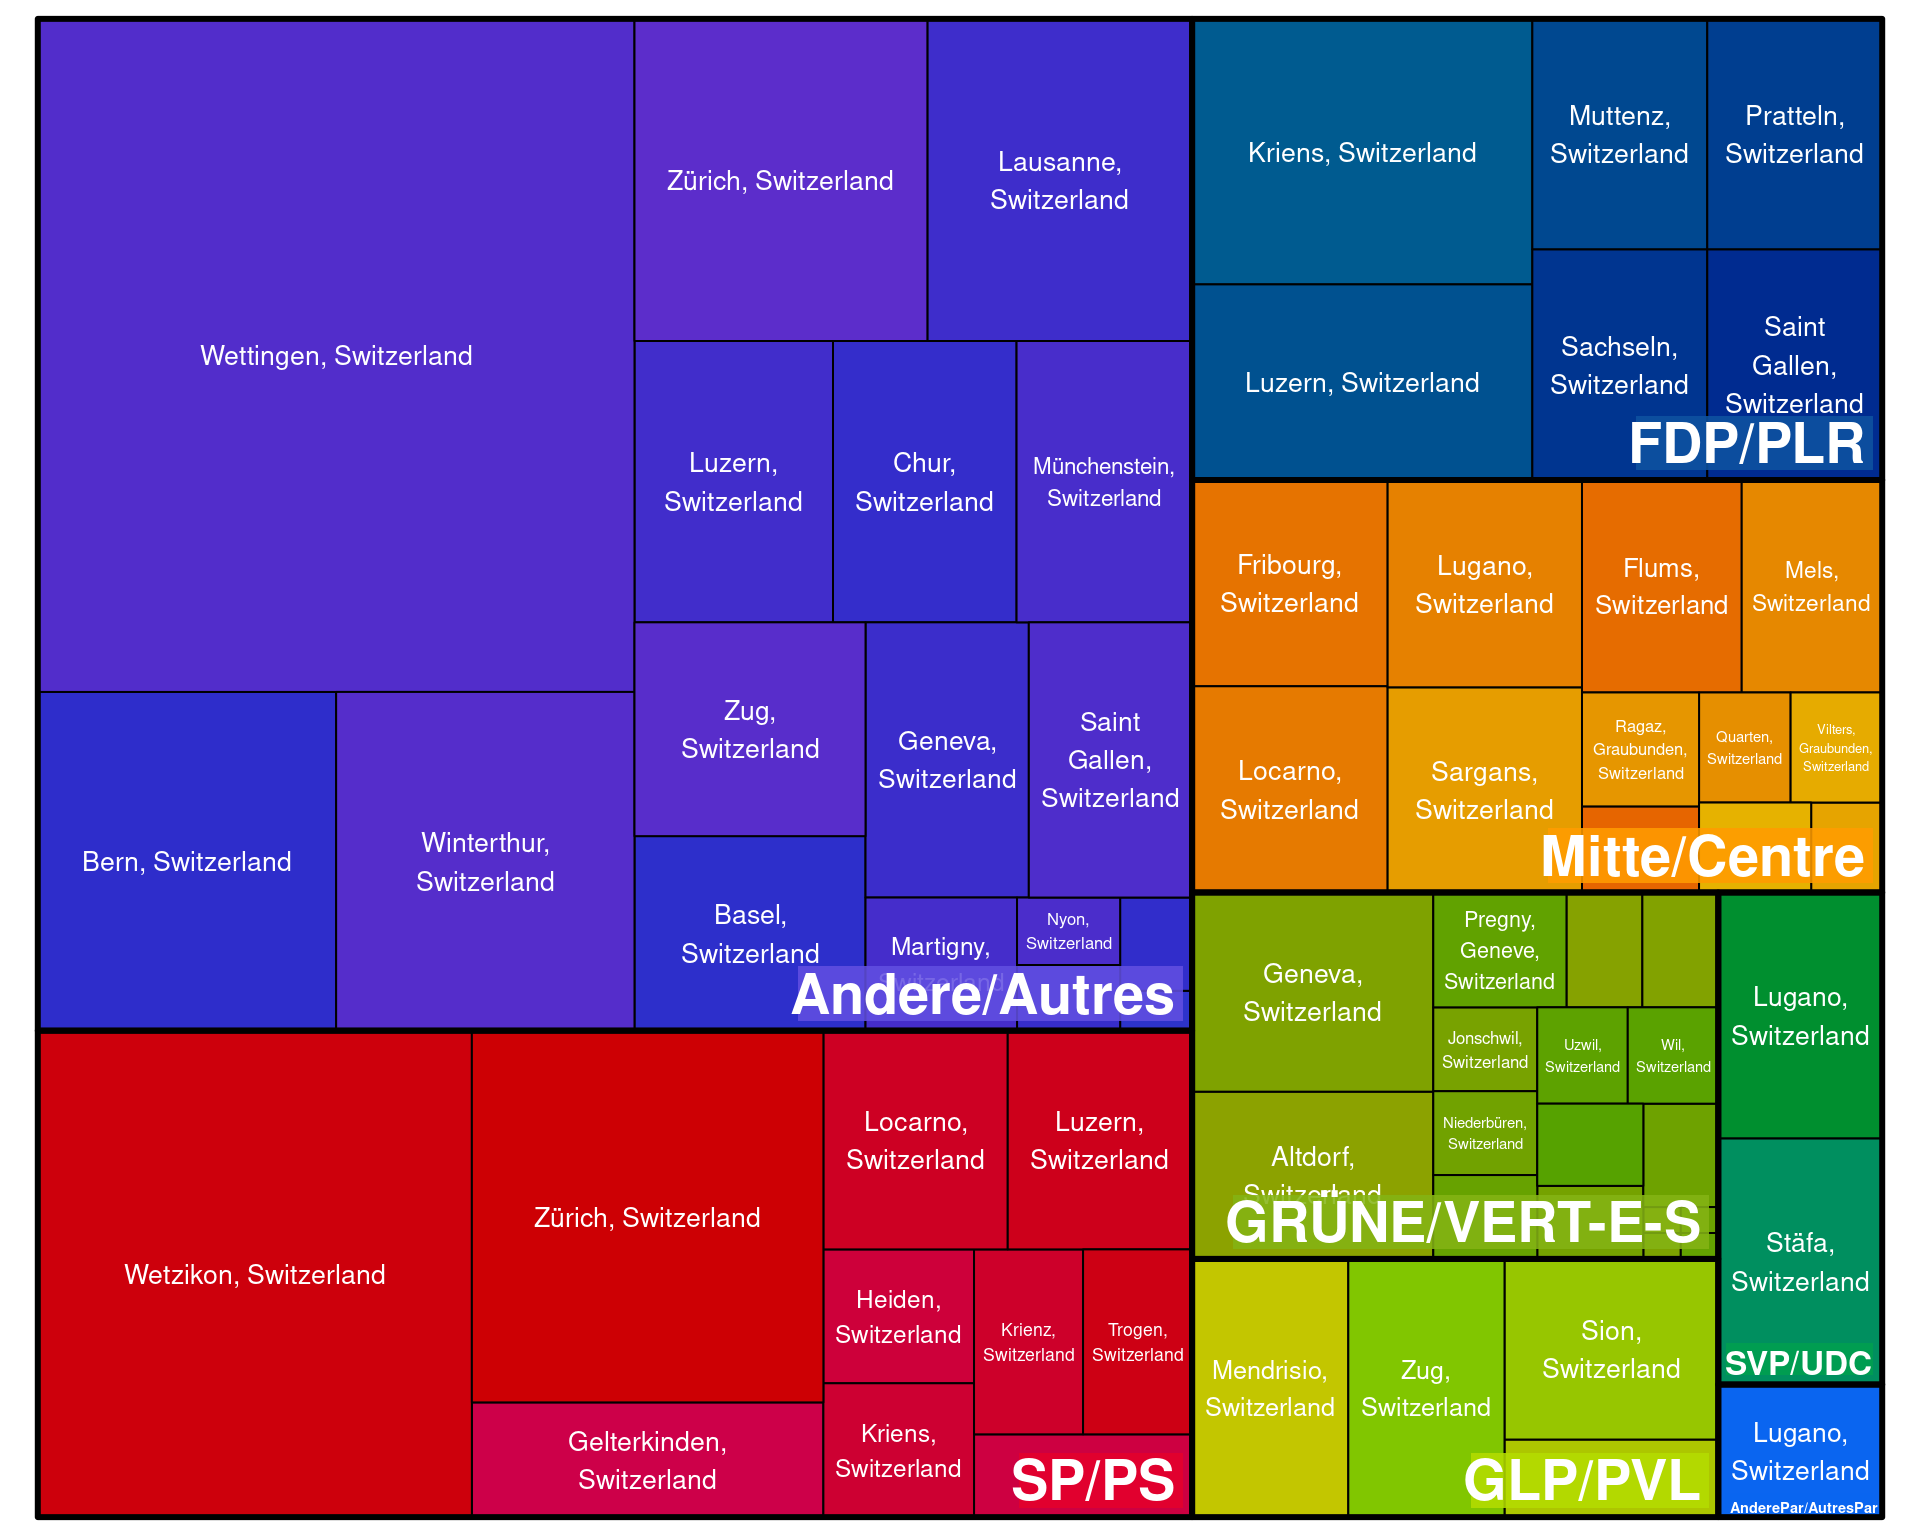 Wettingen, Switzerland
Zürich, Switzerland
Lausanne,
Switzerland
Luzern,
Switzerland
Chur,
Switzerland
Münchenstein,
Switzerland
Zug,
Switzerland
Geneva,
Switzerland
Saint
Gallen,
Switzerland
Bern, Switzerland
Winterthur,
Switzerland
Basel,
Switzerland
Martigny,
Switzerland
Nyon,
Switzerland
Andere/Autres
Kriens, Switzerland
Muttenz,
Switzerland
Pratteln,
Switzerland
Luzern, Switzerland
Sachseln,
Switzerland
Saint
Gallen,
Switzerland
FDP/PLR
Fribourg,
Switzerland
Lugano,
Switzerland
Flums,
Switzerland
Mels,
Switzerland
Locarno,
Switzerland
Sargans,
Switzerland
Ragaz,
Graubunden,
Switzerland
Quarten,
Switzerland
Vilters,
Graubunden,
Switzerland
Mitte/Centre
Geneva,
Switzerland
Pregny,
Geneve,
Switzerland
Jonschwil,
Switzerland
Uzwil,
Switzerland
Wil,
Switzerland
Niederbüren,
Switzerland
Altdorf,
Switzerland
GRÜNE/VERT-E-S
Lugano,
Switzerland
Stäfa,
Switzerland
SVP/UDC
Wetzikon, Switzerland
Zürich, Switzerland
Locarno,
Switzerland
Luzern,
Switzerland
Heiden,
Switzerland
Krienz,
Switzerland
Trogen,
Switzerland
Gelterkinden,
Switzerland
Kriens,
Switzerland
SP/PS
Mendrisio,
Switzerland
Zug,
Switzerland
Sion,
Switzerland
GLP/PVL
Lugano,
Switzerland
AnderePar/AutresPar